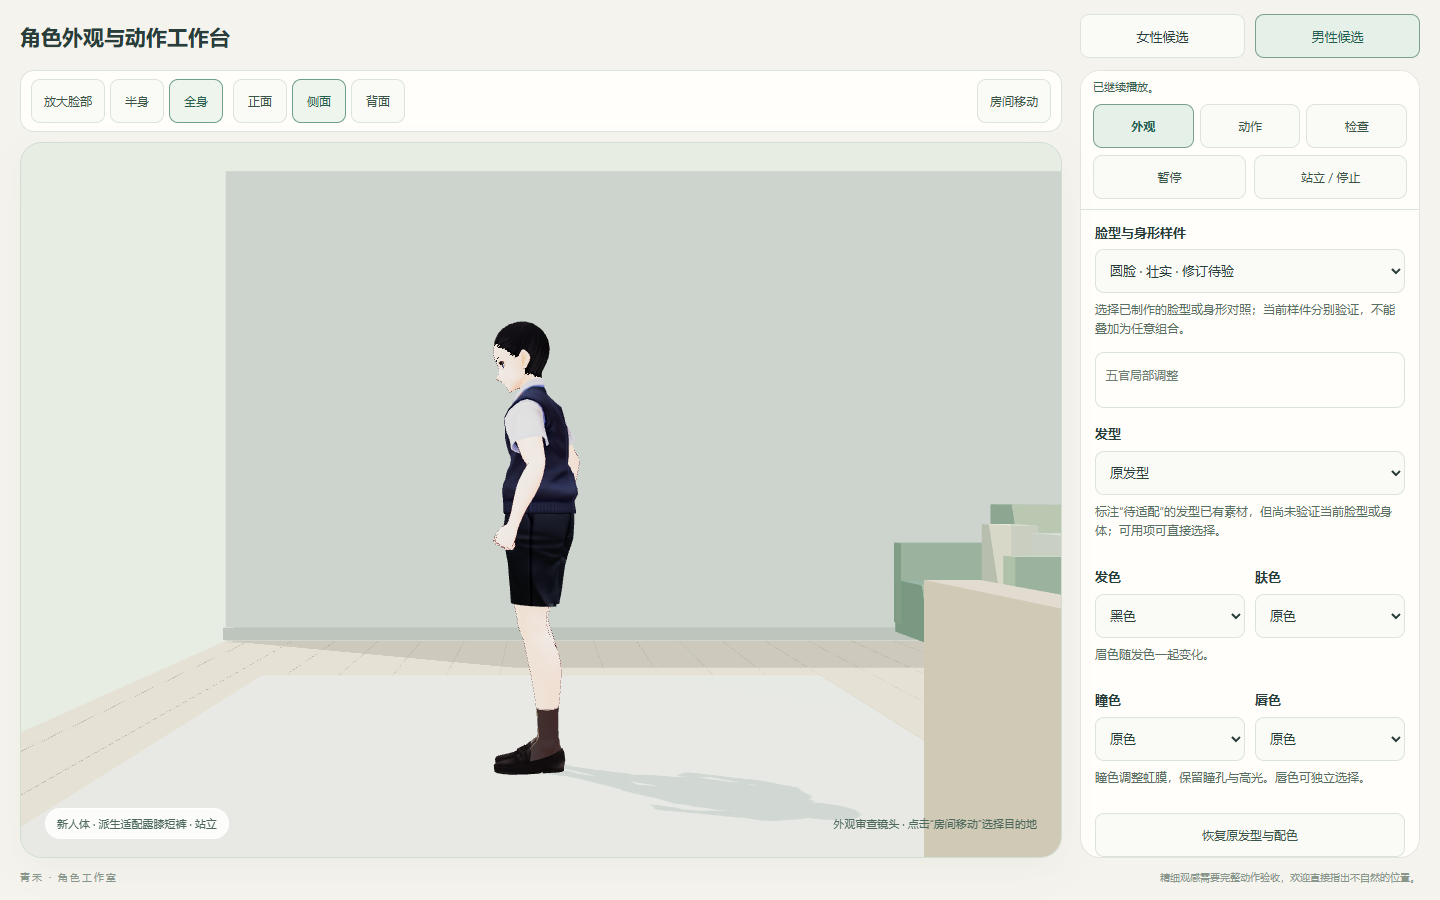 角色外观与动作工作台
女性候选
男性候选
放大脸部
半身
全身
正面
侧面
背面
房间移动
已继续播放。
外观
动作
检查
暂停
站立 / 停止
脸型与身形样件
圆脸 · 壮实 · 修订待验
选择已制作的脸型或身形对照；当前样件分别验证，不能
叠加为任意组合。
五官局部调整
发型
原发型
标注“待适配”的发型已有素材，但尚未验证当前脸型或身
体；可用项可直接选择。
发色
肤色
黑色
原色
眉色随发色一起变化。
瞳色
唇色
原色
原色
瞳色调整虹膜，保留瞳孔与高光。唇色可独立选择。
恢复原发型与配色
新人体 · 派生适配露膝短裤 · 站立
外观审查镜头 · 点击“房间移动”选择目的地
青禾 · 角色工作室
精细观感需要完整动作验收，欢迎直接指出不自然的位置。